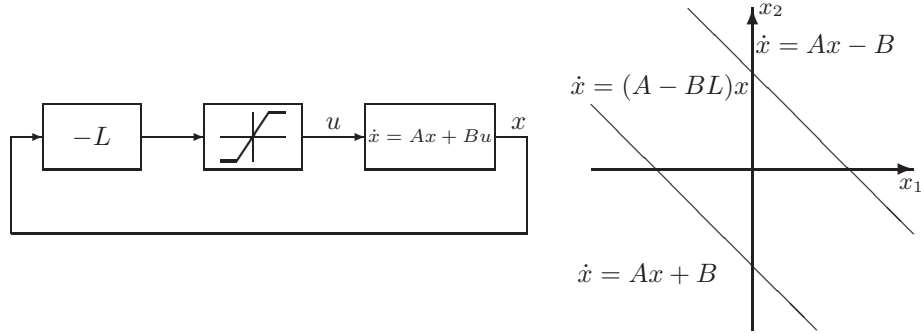 −L
u
ẋ = Ax + Bu
x
x₂
ẋ = Ax − B
ẋ = (A − BL)x
x₁
ẋ = Ax + B